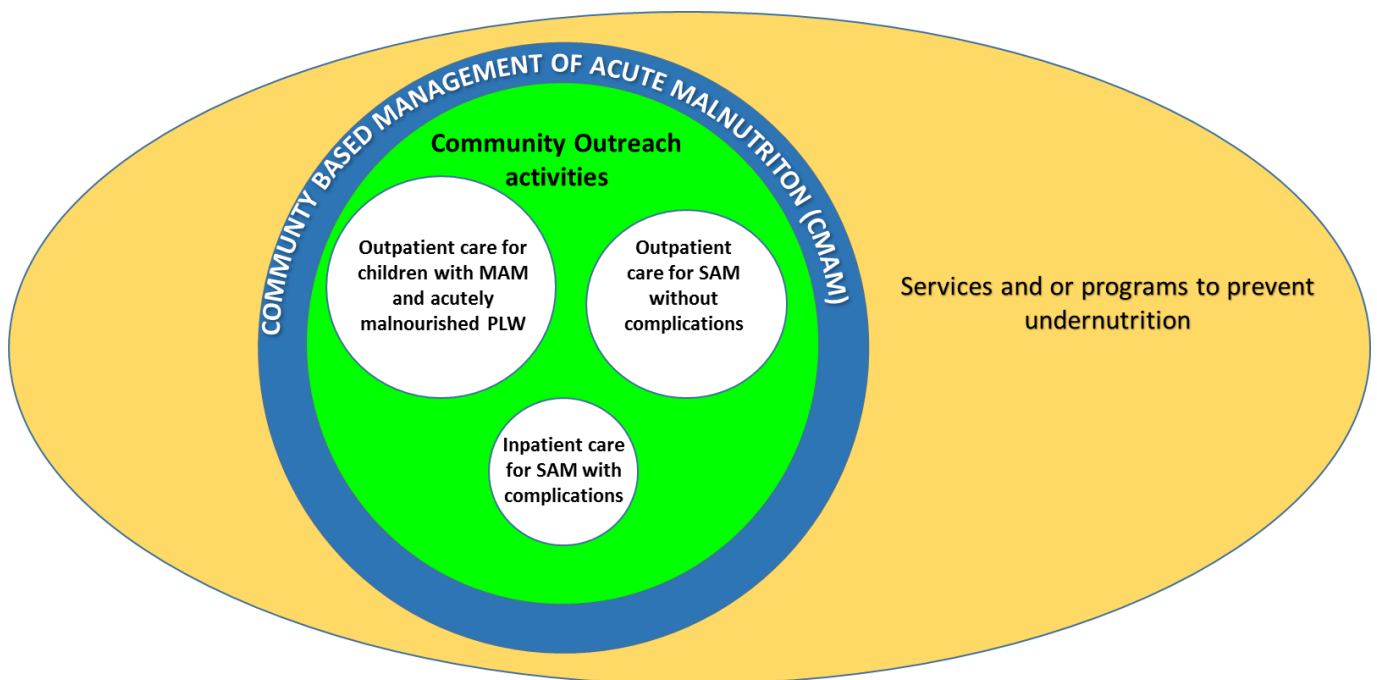 COMMUNITY BASED MANAGEMENT OF ACUTE MALNUTRITON (CMAM)
Community Outreach
activities
Outpatient care for
children with MAM
and acutely
malnourished PLW
Outpatient
care for SAM
without
complications
Inpatient care
for SAM with
complications
Services and or programs to prevent
undernutrition